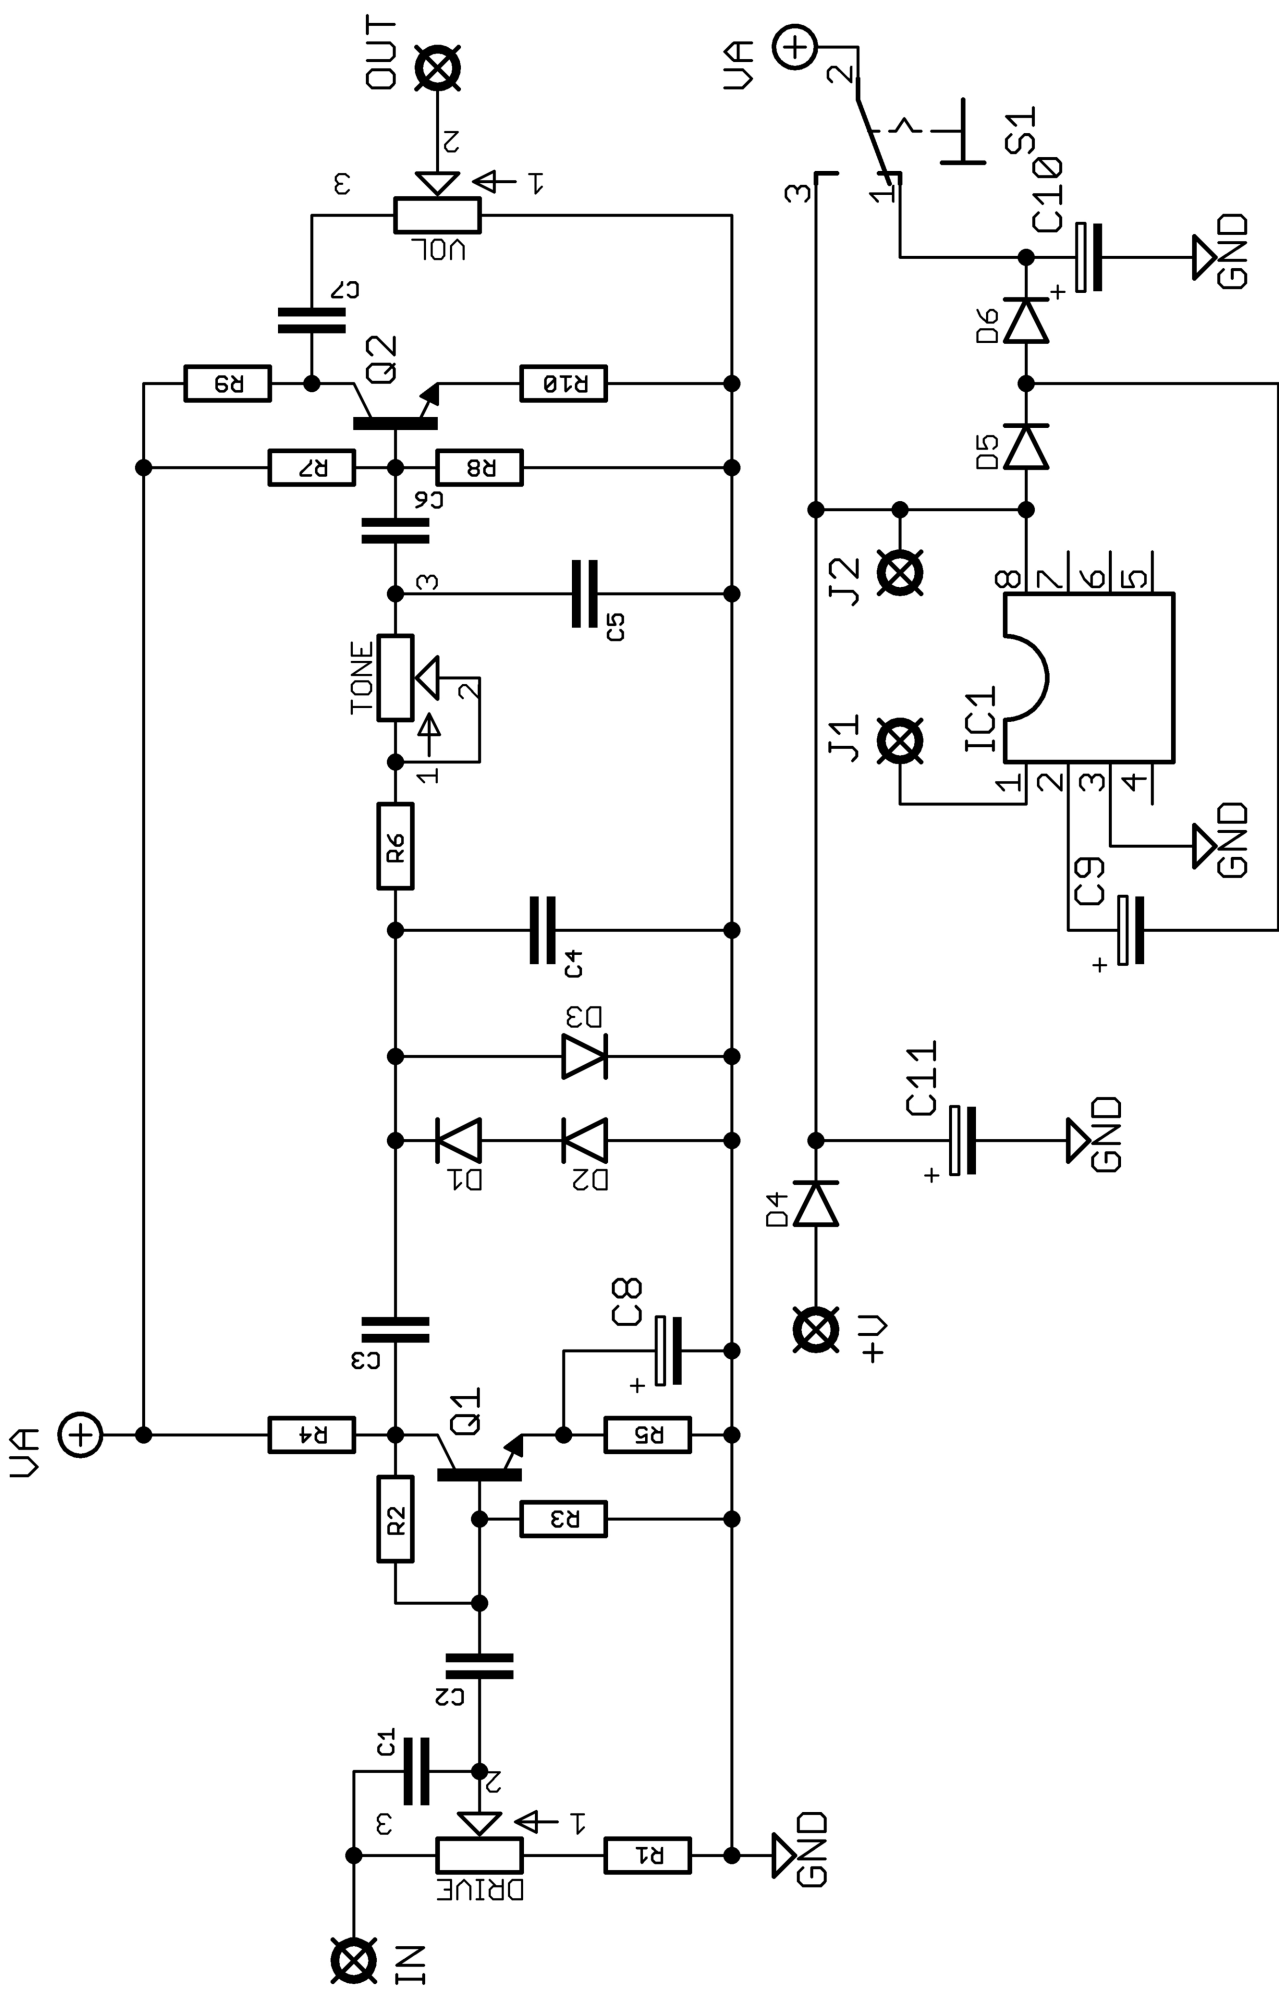 OUT
2
3
1
VOL
C7
Q2
R9
R7
R8
R10
C6
3
TONE
2
1
C5
R6
C4
D3
D1
D2
C3
C8
+
VA
R4
Q1
R5
R2
R3
C2
C1
3
2
1
DRIVE
R1
GND
IN
VA
2
3
1
S1
C10
+
GND
D6
D5
J2
8
7
6
5
J1
IC1
1
2
3
4
GND
C9
+
C11
+
GND
D4
+V